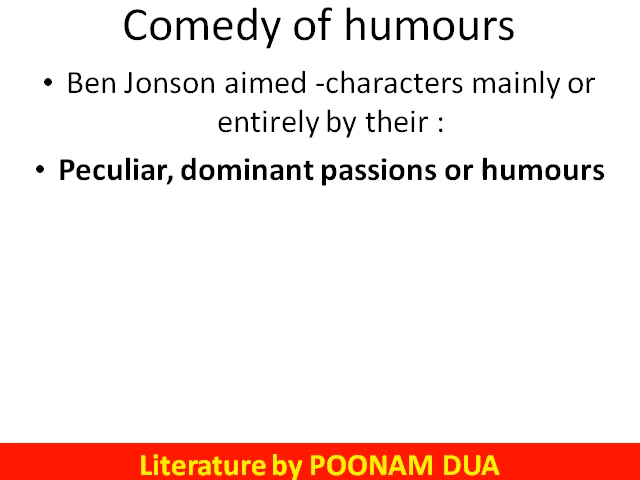 Comedy of humours
• Ben Jonson aimed -characters mainly or
entirely by their :
• Peculiar, dominant passions or humours
Literature by POONAM DUA